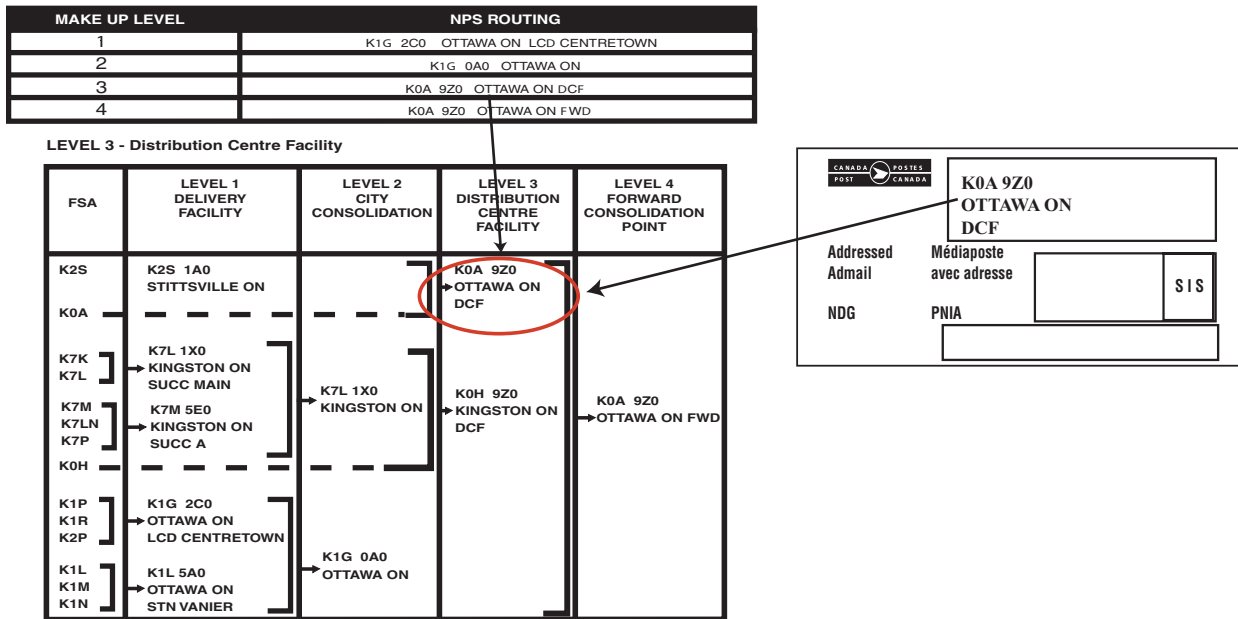 MAKE UP LEVEL NPS ROUTING
1 K1G 2C0 OTTAWA ON LCD CENTRETOWN
2 K1G 0A0 OTTAWA ON
3 K0A 9Z0 OTTAWA ON DCF
4 K0A 9Z0 OTTAWA ON FWD
LEVEL 3 - Distribution Centre Facility
FSA
LEVEL 1
DELIVERY
FACILITY
LEVEL 2
CITY
CONSOLIDATION
LEVEL 3
DISTRIBUTION
CENTRE
FACILITY
LEVEL 4
FORWARD
CONSOLIDATION
POINT
K2S
K2S 1A0
STITTSVILLE ON
K0A 9Z0
OTTAWA ON
DCF
K0A
K7K
K7L
K7L 1X0
KINGSTON ON
SUCC MAIN
K7M
K7LN
K7P
K7M 5E0
KINGSTON ON
SUCC A
K7L 1X0
KINGSTON ON
K0H 9Z0
KINGSTON ON
DCF
K0A 9Z0
OTTAWA ON FWD
K0H
K1P
K1R
K2P
K1G 2C0
OTTAWA ON
LCD CENTRETOWN
K1L
K1M
K1N
K1L 5A0
OTTAWA ON
STN VANIER
K1G 0A0
OTTAWA ON
CANADA POSTES
POST CANADA
K0A 9Z0
OTTAWA ON
DCF
Addressed
Admail
Médiaposte
avec adresse
SIS
NDG PNIA